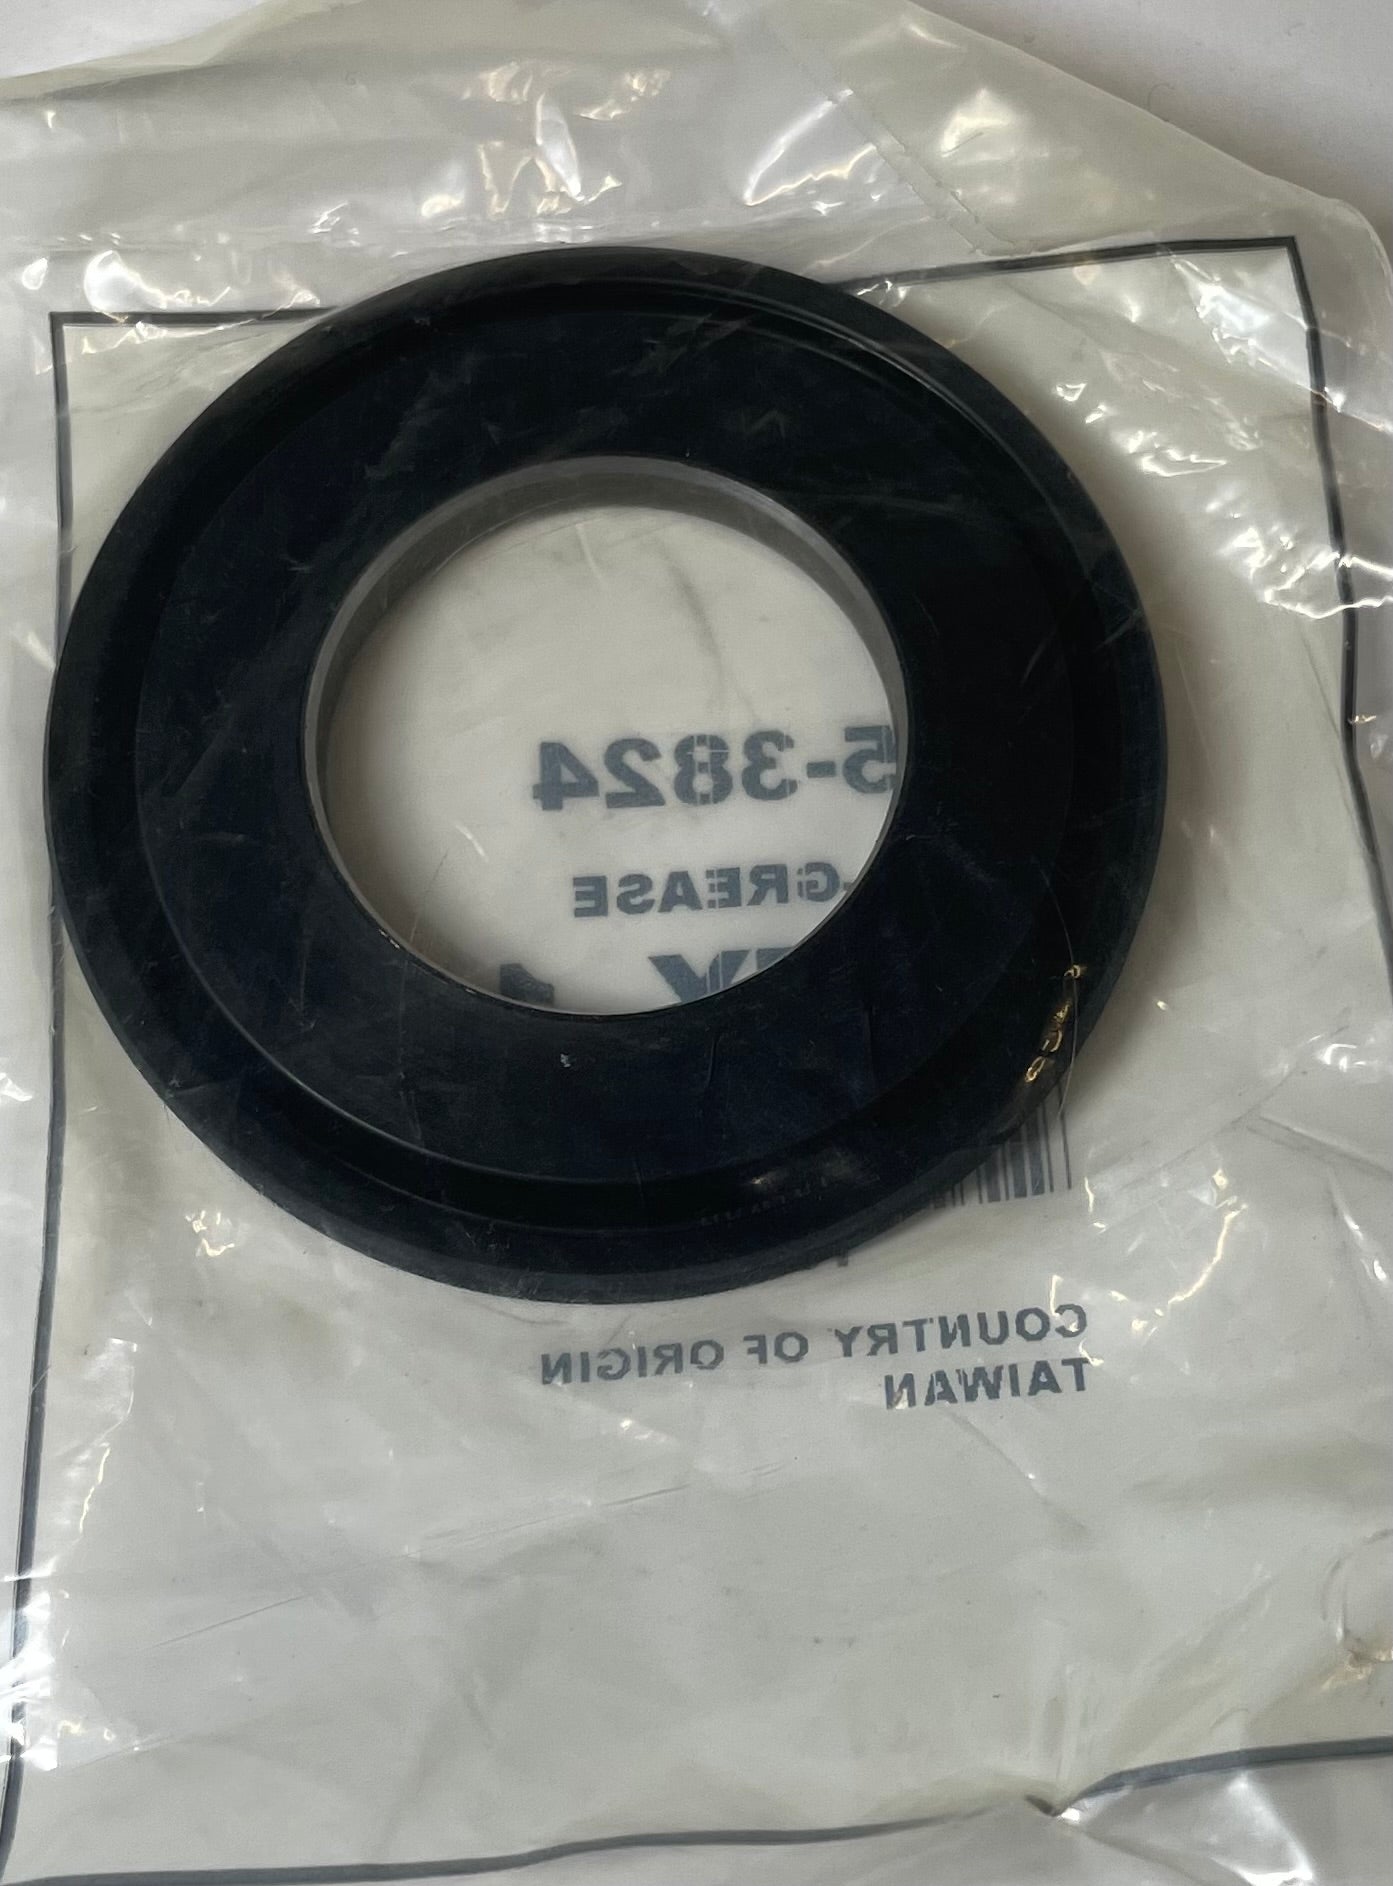 5-3824
-GREASE
COUNTRY OF ORIGIN
TAIWAN